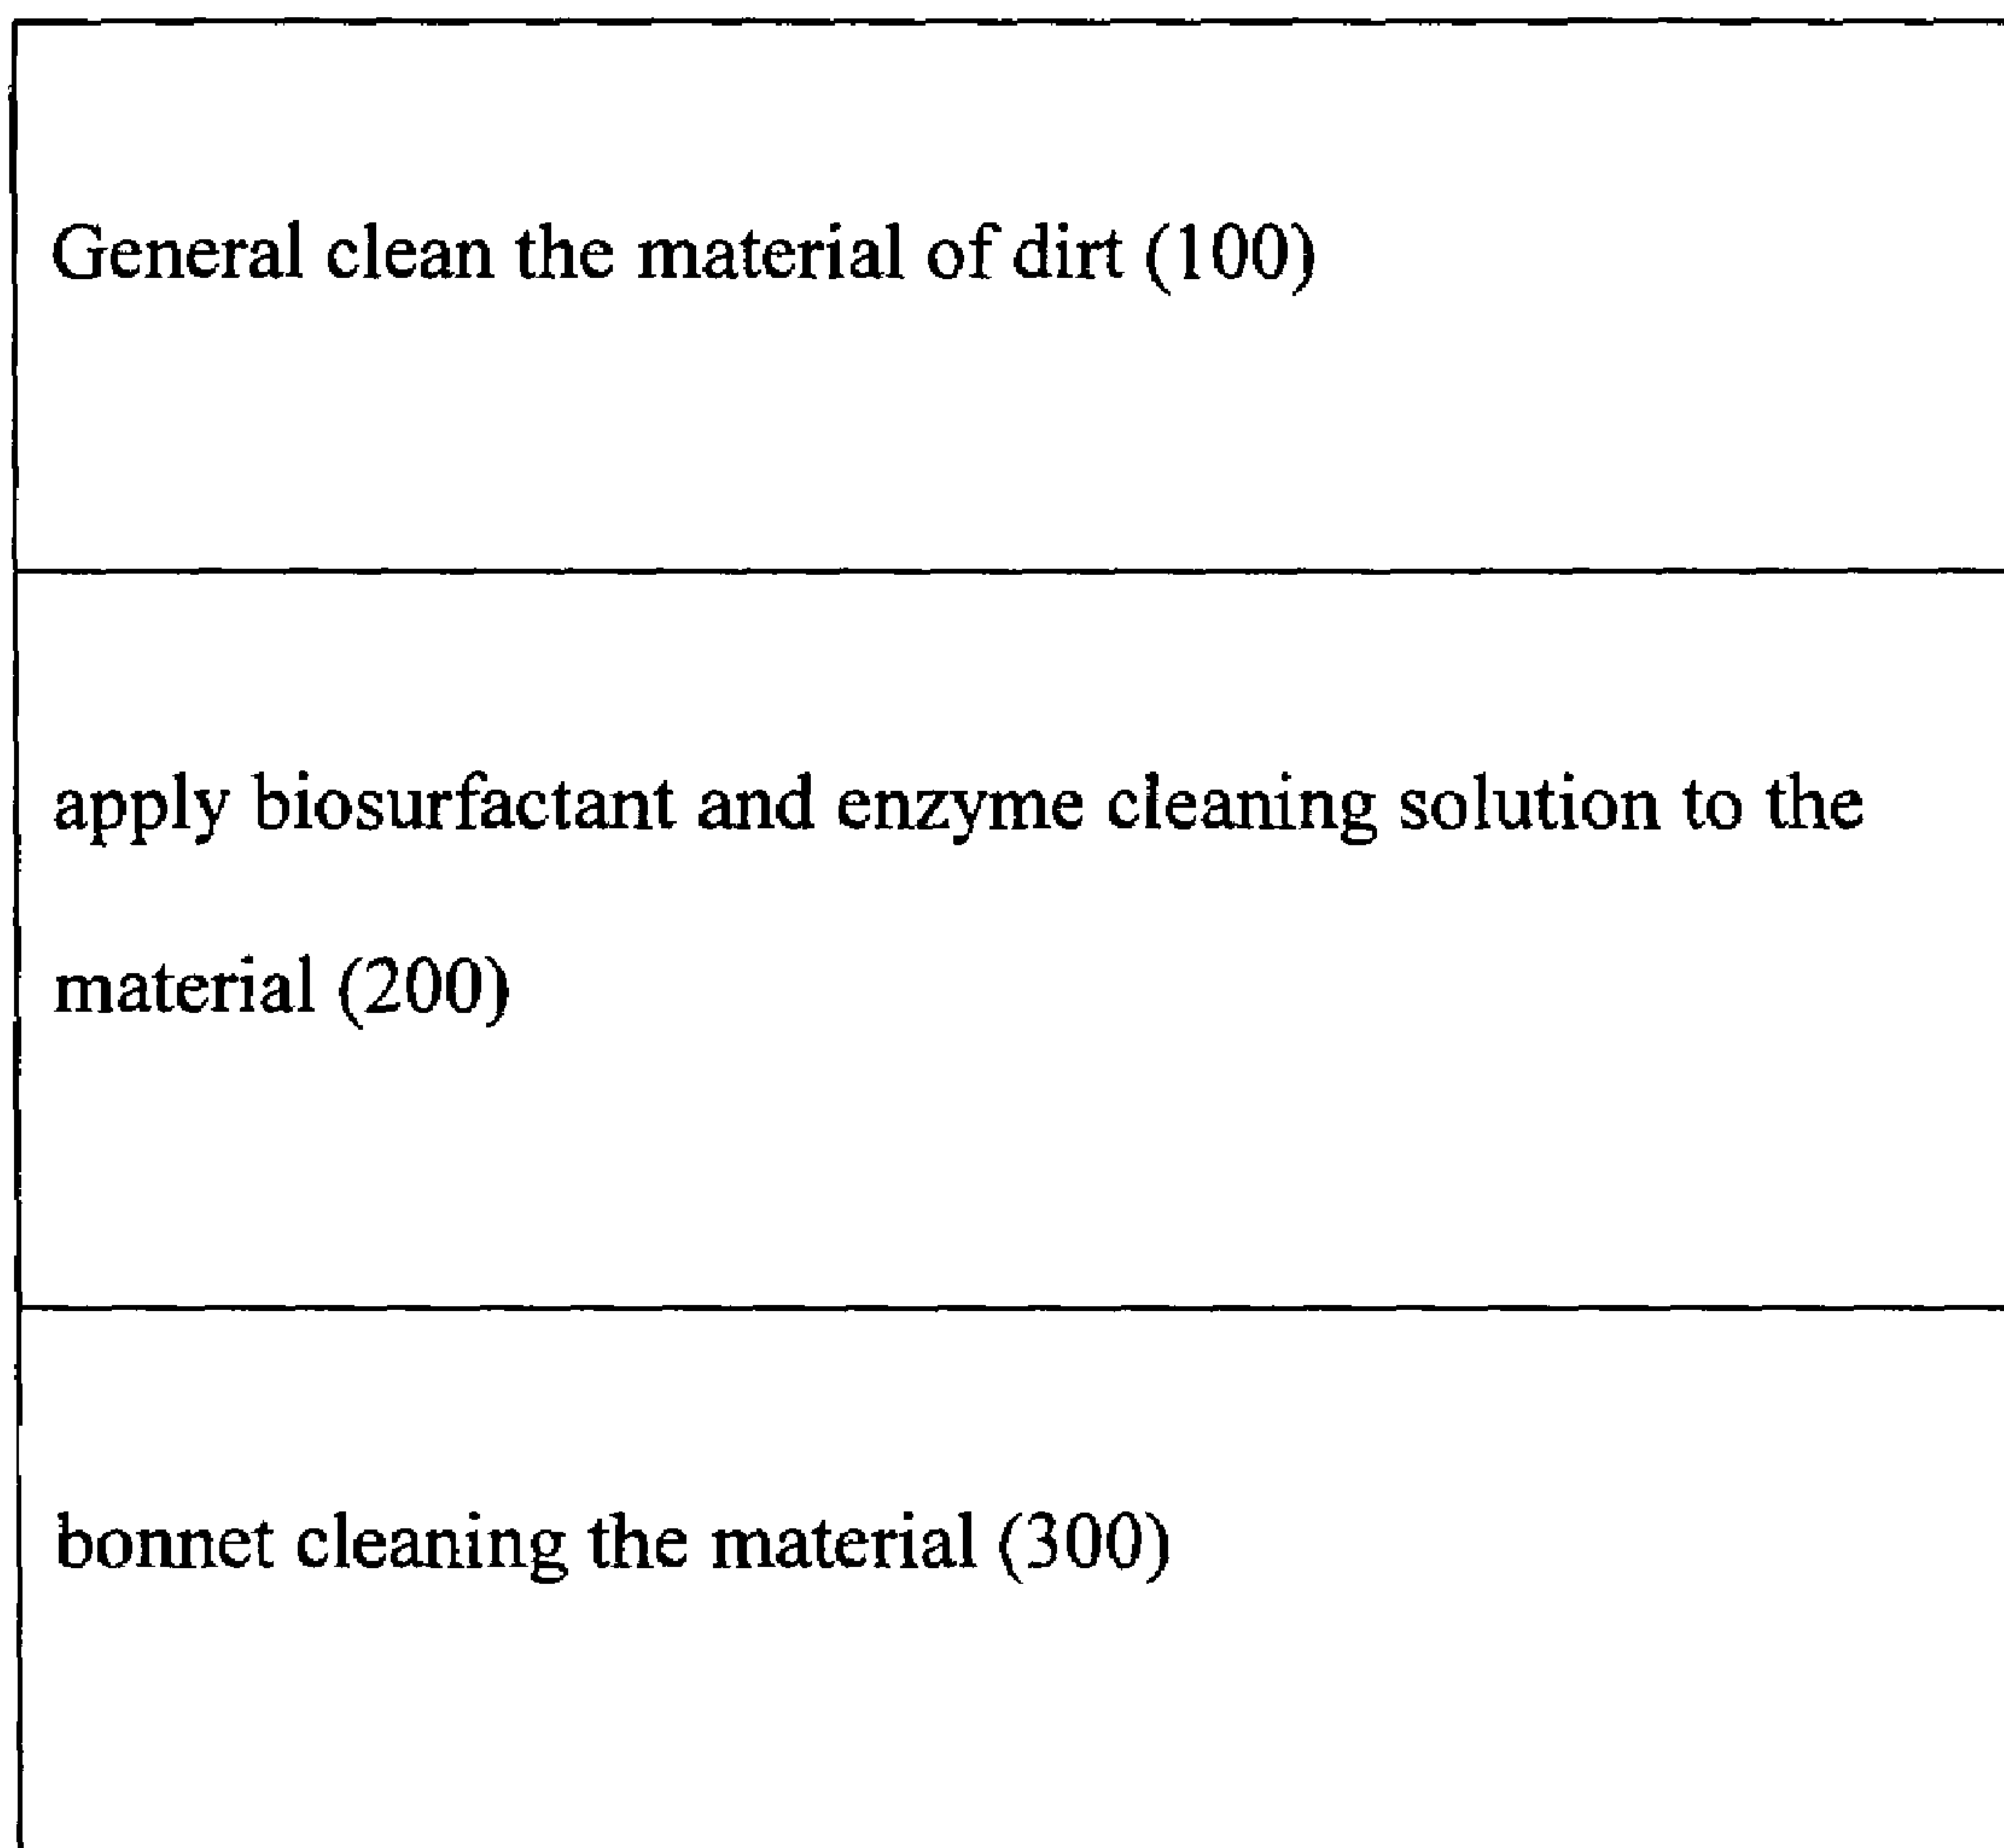 General clean the material of dirt (100)
apply biosurfactant and enzyme cleaning solution to the
material (200)
bonnet cleaning the material (300)